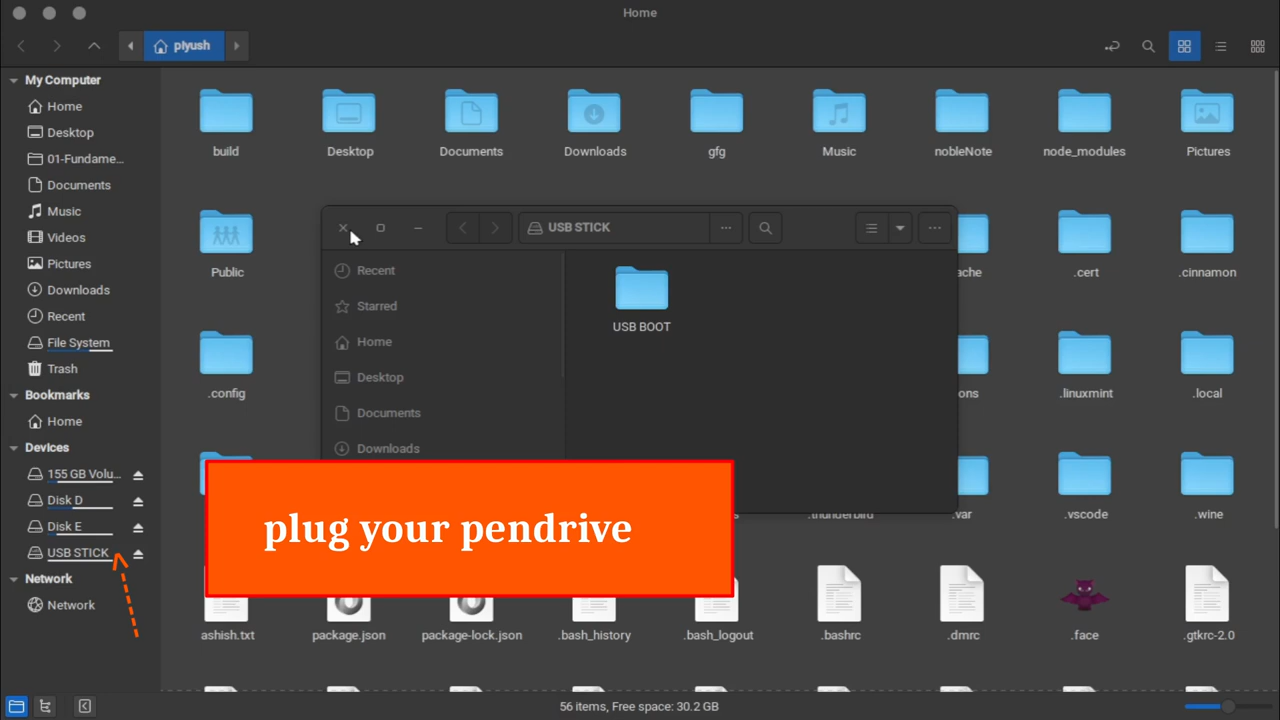 Home
piyush
My Computer
Home
Desktop
01-Fundame...
Documents
Music
Videos
Pictures
Downloads
Recent
File System
Trash
Bookmarks
Home
Devices
155 GB Volu...
Disk D
Disk E
USB STICK
Network
Network
build
Desktop
Documents
Downloads
gfg
Music
nobleNote
node_modules
Pictures
Public
ache
.cert
.cinnamon
.config
ons
.linuxmint
.local
.thunderbird
.var
.vscode
.wine
USB STICK
Recent
Starred
Home
Desktop
Documents
Downloads
USB BOOT
plug your pendrive
ashish.txt
package.json
package-lock.json
.bash_history
.bash_logout
.bashrc
.dmrc
.face
.gtkrc-2.0
56 items, Free space: 30.2 GB